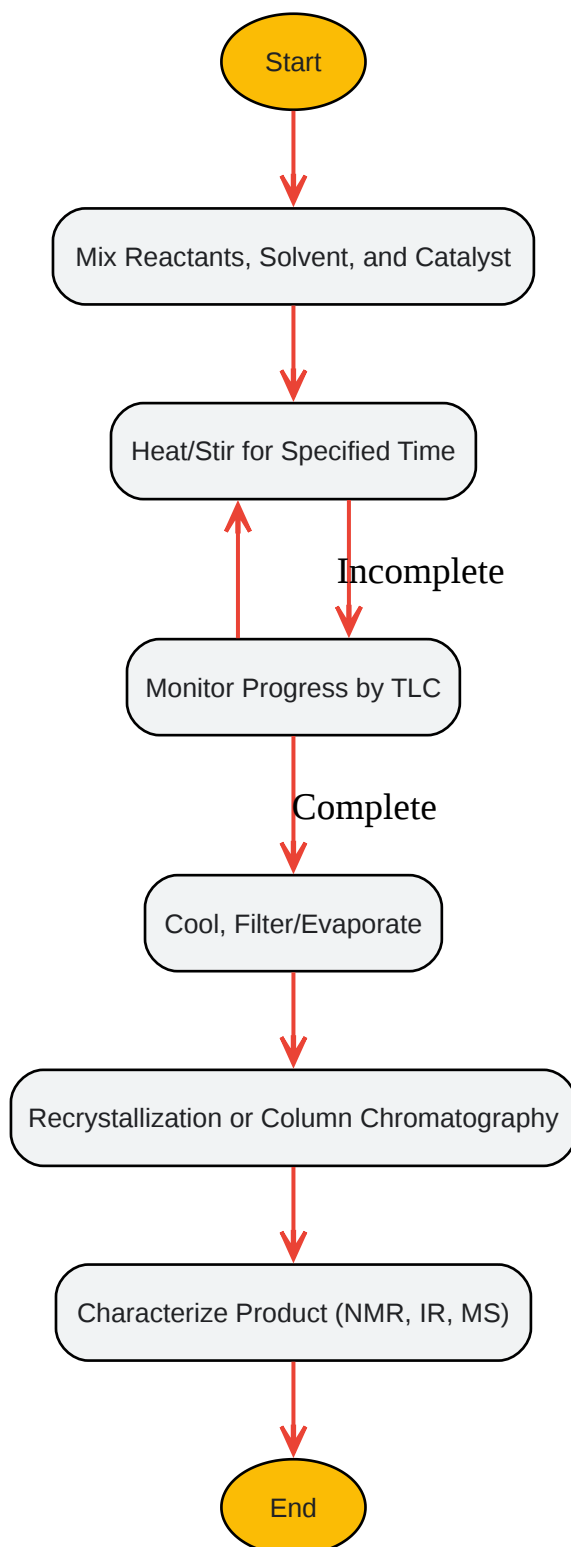 Start
Mix Reactants, Solvent, and Catalyst
Heat/Stir for Specified Time
Incomplete
Monitor Progress by TLC
Complete
Cool, Filter/Evaporate
Recrystallization or Column Chromatography
Characterize Product (NMR, IR, MS)
End